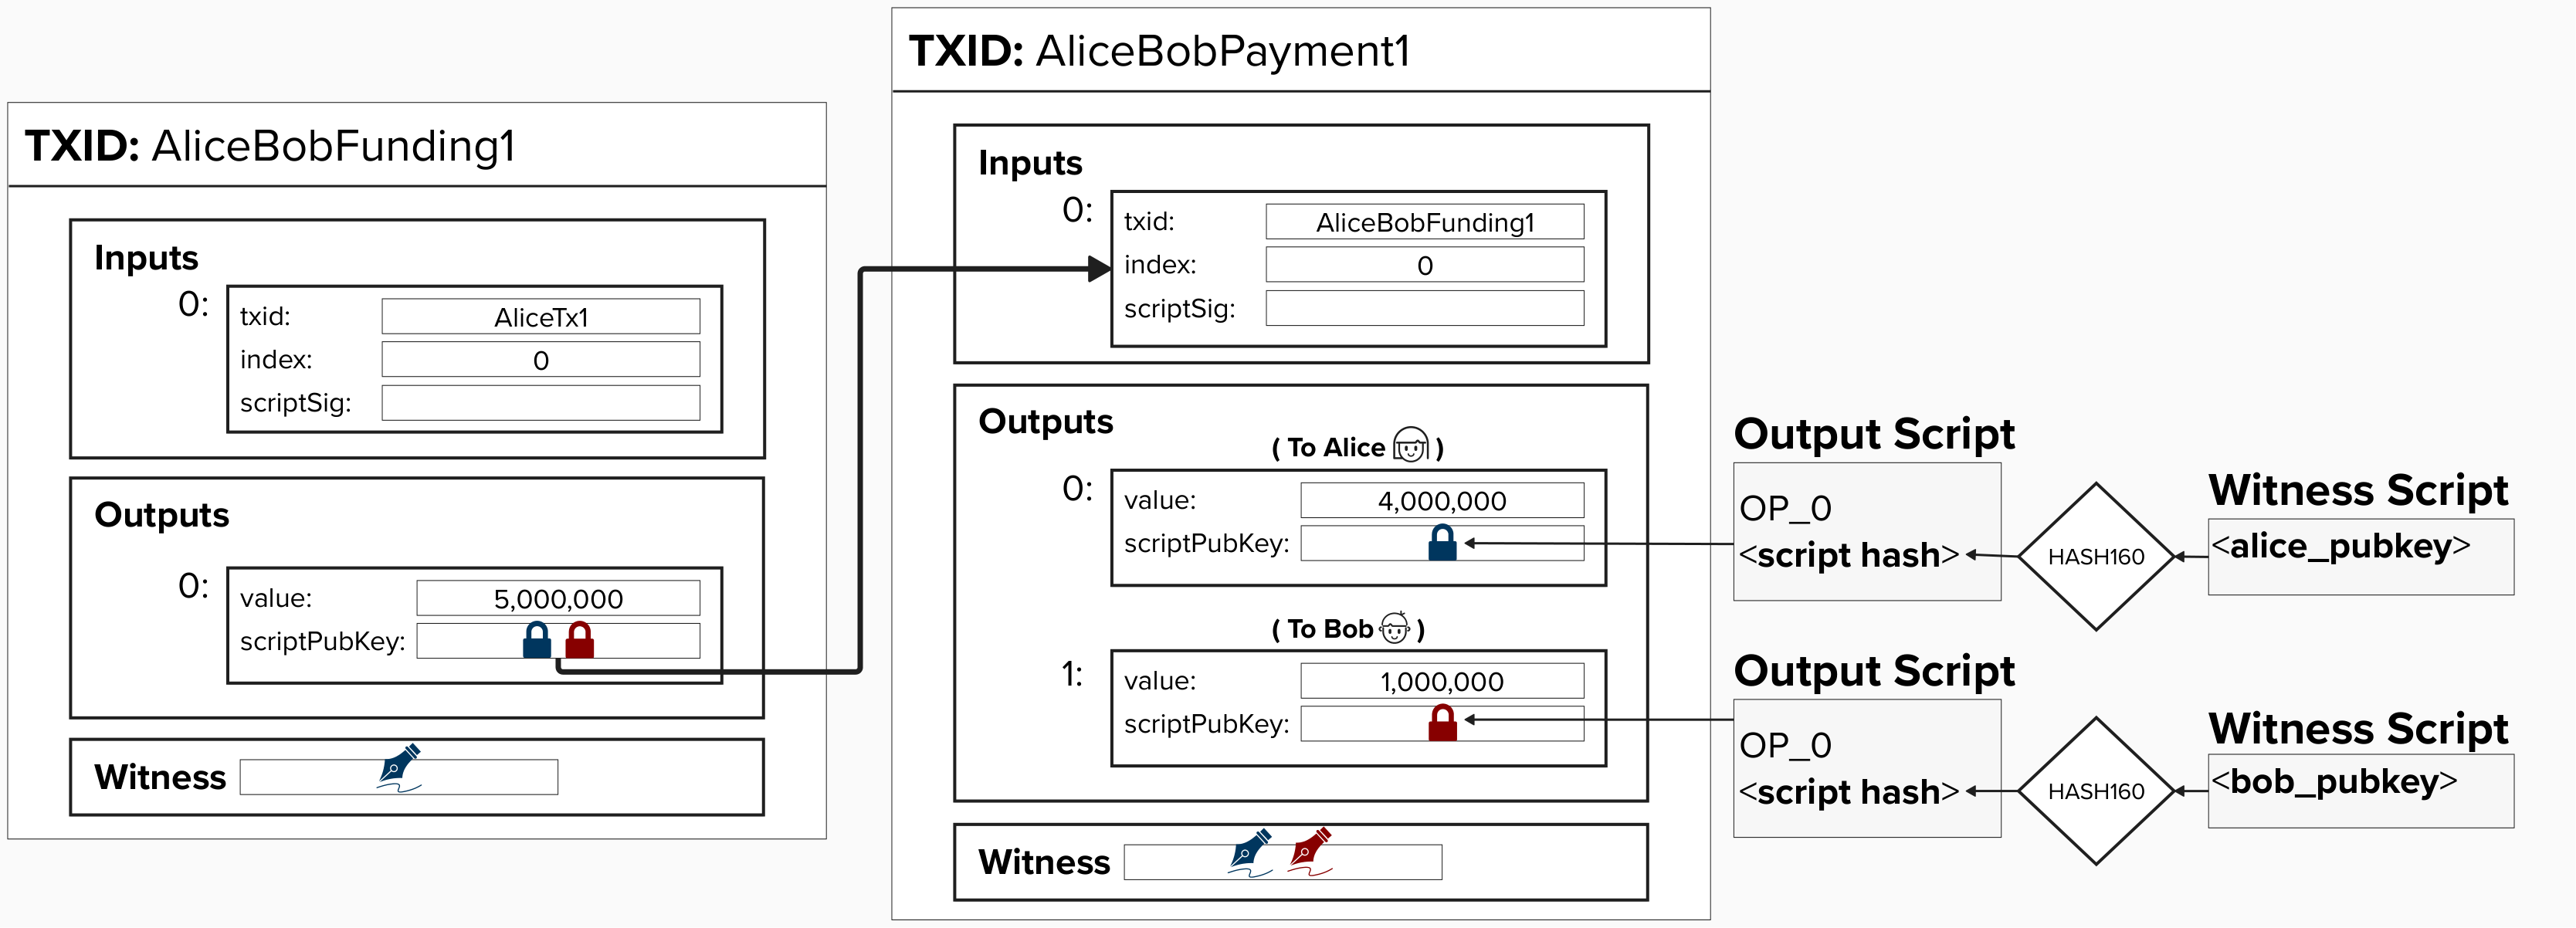 TXID: AliceBobFunding1
Inputs
0:
txid: AliceTx1
index: 0
scriptSig:
Outputs
0:
value: 5,000,000
scriptPubKey:
Witness
TXID: AliceBobPayment1
Inputs
0:
txid: AliceBobFunding1
index: 0
scriptSig:
Outputs
( To Alice )
0:
value: 4,000,000
scriptPubKey:
( To Bob )
1:
value: 1,000,000
scriptPubKey:
Witness
Output Script
OP_0
<script hash>
HASH160
Witness Script
<alice_pubkey>
Output Script
OP_0
<script hash>
HASH160
Witness Script
<bob_pubkey>